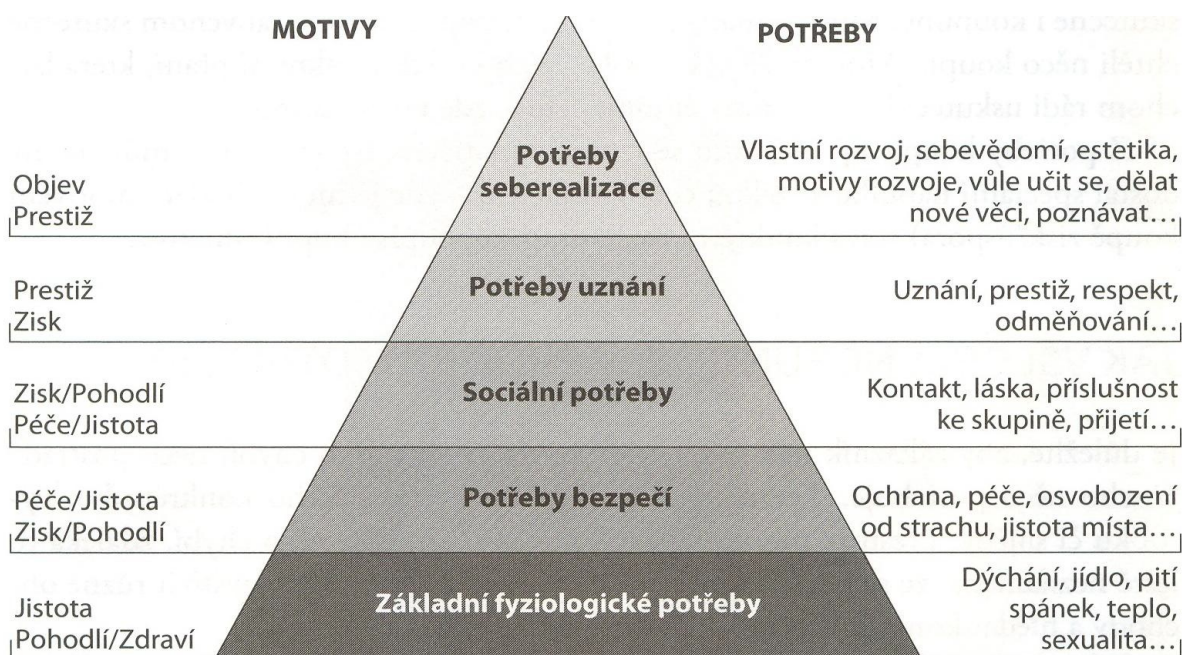 MOTIVY
POTŘEBY
Objev
Prestiž
Potřeby
seberealizace
Vlastní rozvoj, sebevědomí, estetika,
motivy rozvoje, vůle učit se, dělat
nové věci, poznávat...
Prestiž
Zisk
Potřeby uznání
Uznání, prestiž, respekt,
odměňování...
Zisk/Pohodlí
Péče/Jistota
Sociální potřeby
Kontakt, láska, příslušnost
ke skupině, přijetí...
Péče/Jistota
Zisk/Pohodlí
Potřeby bezpečí
Ochrana, péče, osvobození
od strachu, jistota místa...
Jistota
Pohodlí/Zdraví
Základní fyziologické potřeby
Dýchání, jídlo, pití
spánek, teplo,
sexualita...